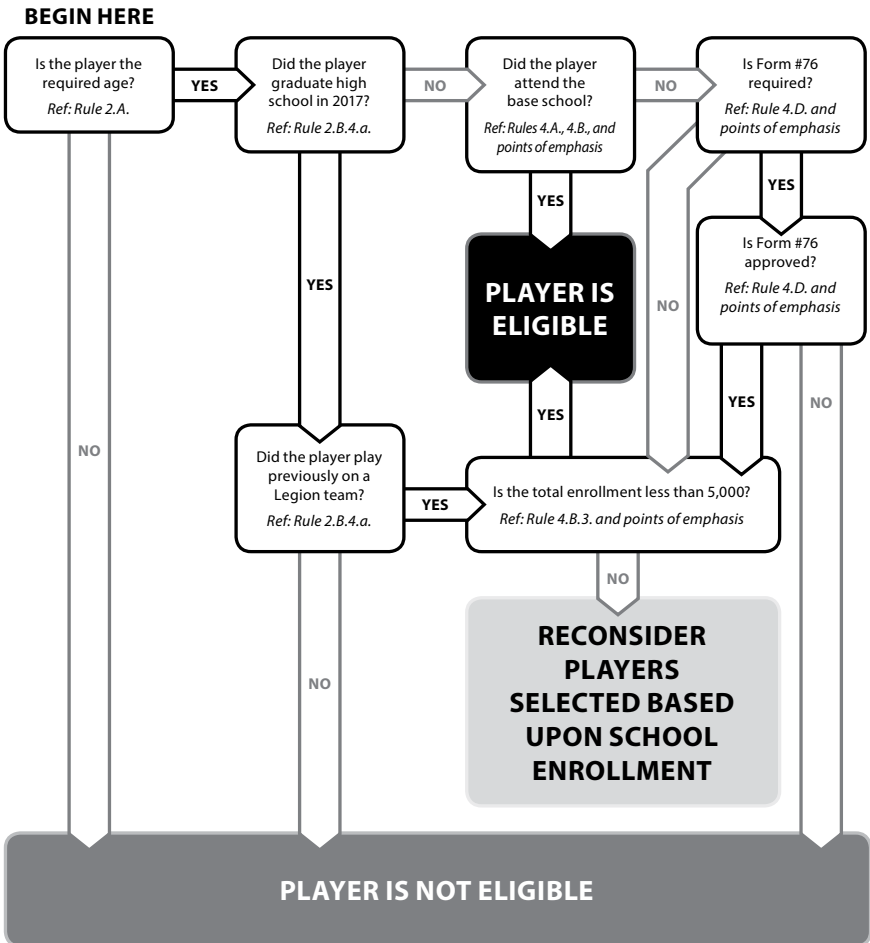 BEGIN HERE
Is the player the
required age?
Ref: Rule 2.A.
YES
Did the player
graduate high
school in 2017?
Ref: Rule 2.B.4.a.
NO
Did the player
attend the
base school?
Ref: Rules 4.A., 4.B., and
points of emphasis
NO
Is Form #76
required?
Ref: Rule 4.D. and
points of emphasis
YES
YES
Is Form #76
approved?
Ref: Rule 4.D. and
points of emphasis
YES
PLAYER IS
ELIGIBLE
NO
YES
YES
NO
NO
Did the player play
previously on a
Legion team?
Ref: Rule 2.B.4.a.
YES
Is the total enrollment less than 5,000?
Ref: Rule 4.B.3. and points of emphasis
NO
NO
RECONSIDER
PLAYERS
SELECTED BASED
UPON SCHOOL
ENROLLMENT
PLAYER IS NOT ELIGIBLE